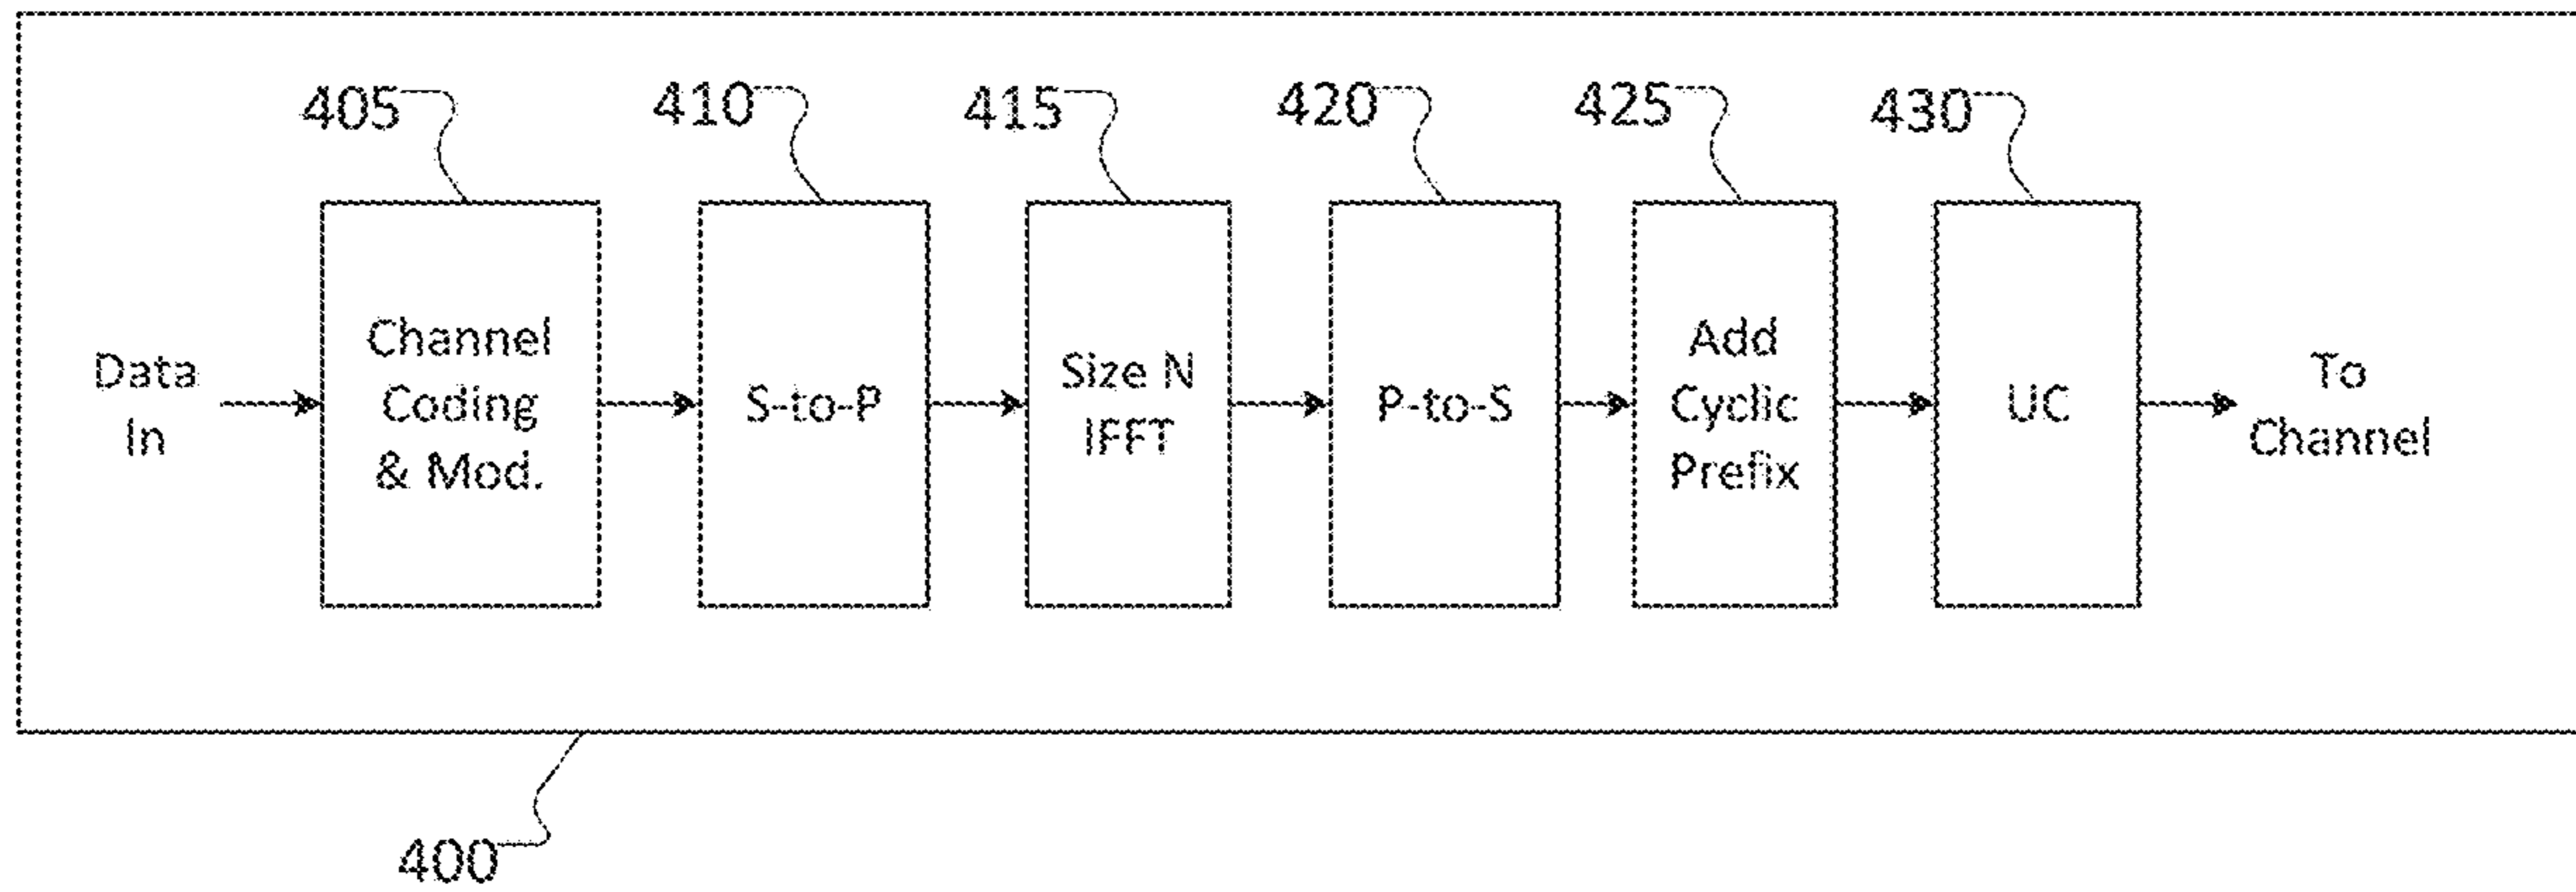 405
410
415
420
425
430
Data
In
Channel
Coding
& Mod.
S-to-P
Size N
IFFT
P-to-S
Add
Cyclic
Prefix
UC
To
Channel
400